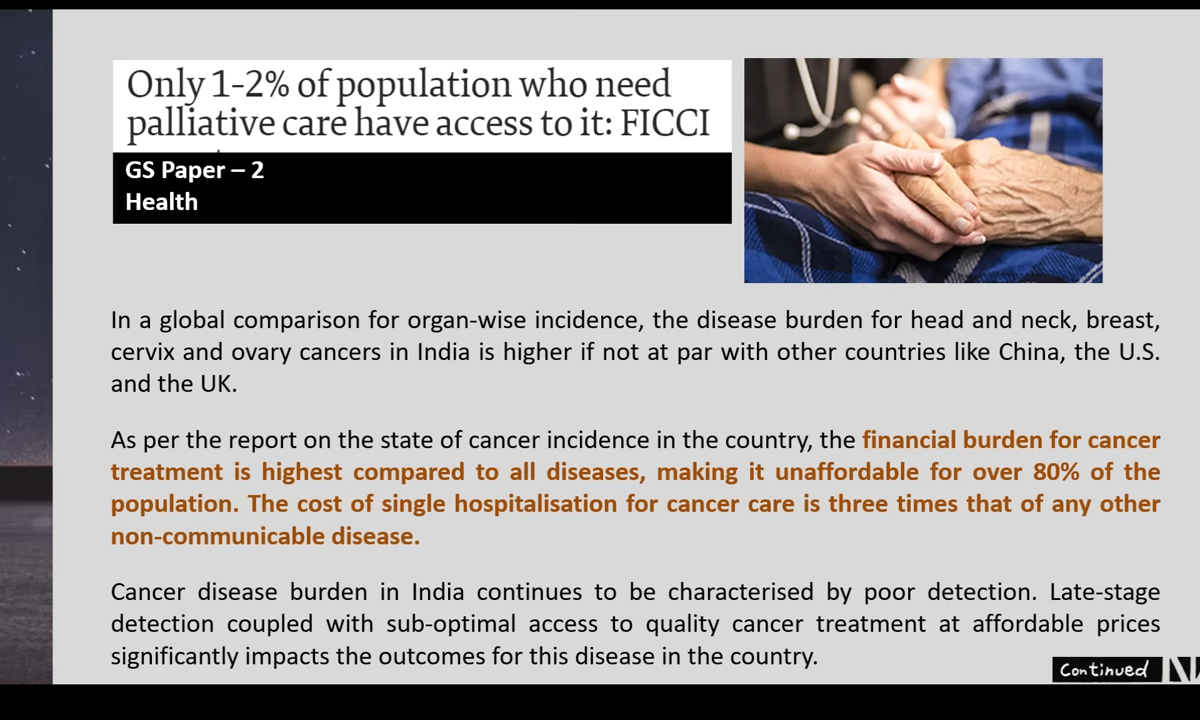 Only 1-2% of population who need
palliative care have access to it: FICCI
GS Paper – 2
Health
In a global comparison for organ-wise incidence, the disease burden for head and neck, breast,
cervix and ovary cancers in India is higher if not at par with other countries like China, the U.S.
and the UK.
As per the report on the state of cancer incidence in the country, the financial burden for cancer
treatment is highest compared to all diseases, making it unaffordable for over 80% of the
population. The cost of single hospitalisation for cancer care is three times that of any other
non-communicable disease.
Cancer disease burden in India continues to be characterised by poor detection. Late-stage
detection coupled with sub-optimal access to quality cancer treatment at affordable prices
significantly impacts the outcomes for this disease in the country.
Continued